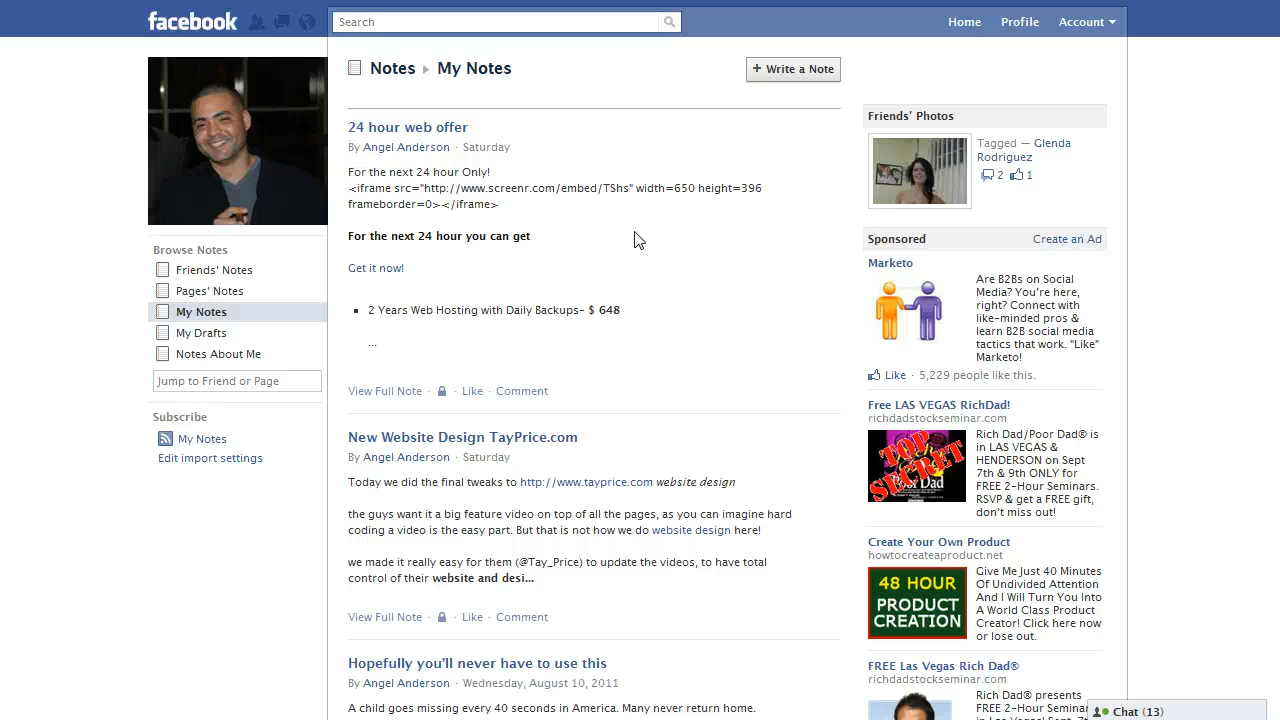 facebook
Search
Home
Profile
Account
Notes
My Notes
+ Write a Note
24 hour web offer
By Angel Anderson · Saturday
For the next 24 hour Only!
<iframe src="http://www.screenr.com/embed/TShs" width=650 height=396
frameborder=0></iframe>
For the next 24 hour you can get
Get it now!
2 Years Web Hosting with Daily Backups– $ 648
...
View Full Note · · Like · Comment
New Website Design TayPrice.com
By Angel Anderson · Saturday
Today we did the final tweaks to http://www.tayprice.com website design
the guys want it a big feature video on top of all the pages, as you can imagine hard
coding a video is the easy part. But that is not how we do website design here!
we made it really easy for them (@Tay_Price) to update the videos, to have total
control of their website and desi...
View Full Note · · Like · Comment
Hopefully you’ll never have to use this
By Angel Anderson · Wednesday, August 10, 2011
A child goes missing every 40 seconds in America. Many never return home.
Browse Notes
Friends' Notes
Pages' Notes
My Notes
My Drafts
Notes About Me
Jump to Friend or Page
Subscribe
My Notes
Edit import settings
Friends' Photos
Tagged — Glenda
Rodriguez
2 1
Sponsored
Create an Ad
Marketo
Are B2Bs on Social
Media? You're here,
right? Connect with
like-minded pros &
learn B2B social media
tactics that work. "Like"
Marketo!
Like · 5,229 people like this.
Free LAS VEGAS RichDad!
richdadstockseminar.com
TOP
SECRET
Poor Dad
Rich Dad/Poor Dad® is
in LAS VEGAS &
HENDERSON on Sept
7th & 9th ONLY for
FREE 2-Hour Seminars.
RSVP & get a FREE gift,
don't miss out!
Create Your Own Product
howtocreateaproduct.net
48 HOUR
PRODUCT
CREATION
Give Me Just 40 Minutes
Of Undivided Attention
And I Will Turn You Into
A World Class Product
Creator! Click here now
or lose out.
FREE Las Vegas Rich Dad®
richdadstockseminar.com
Rich Dad® presents
FREE 2-Hour
Chat (13)